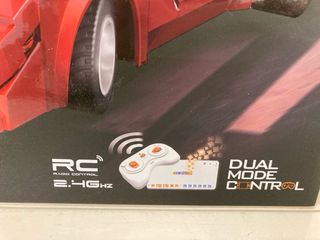 RC
RADIO CONTROL
2.4GHZ
DUAL
MODE
CONTROL